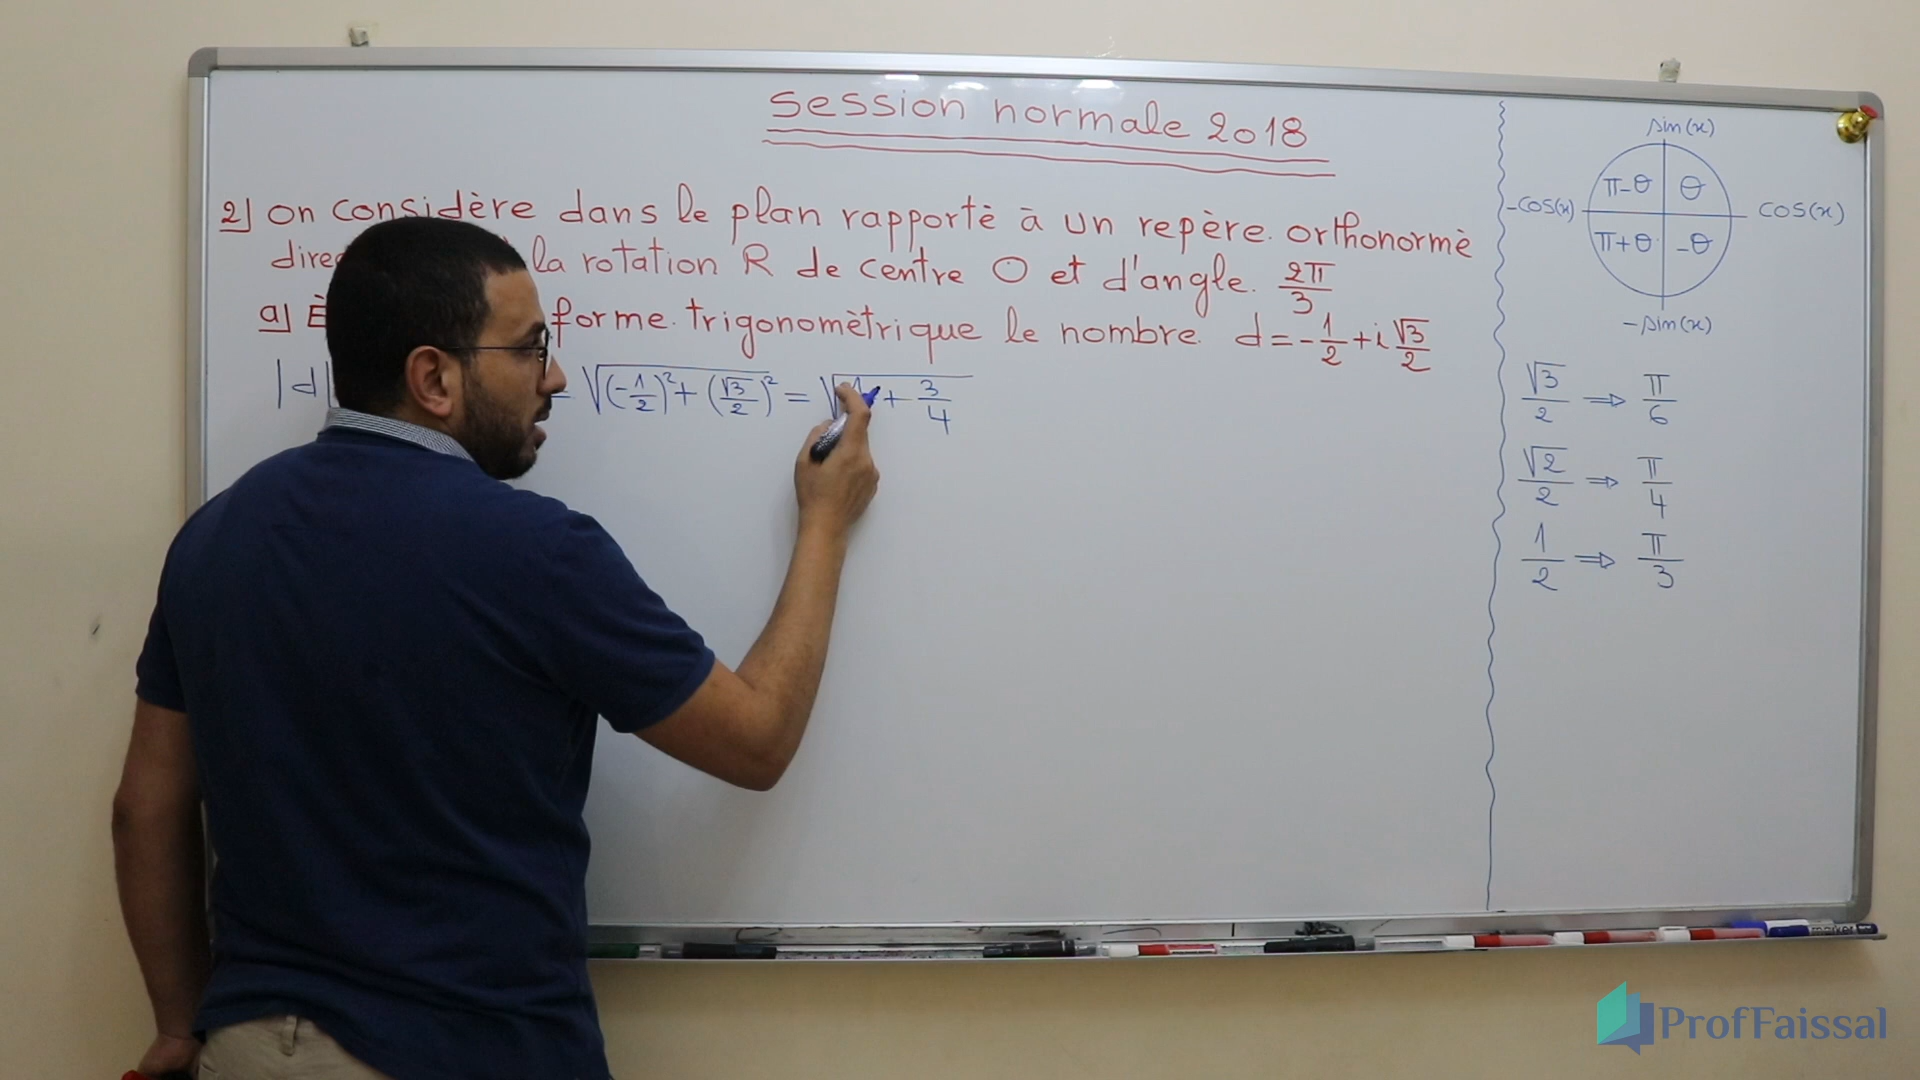 Session normale 2018
2) on considère dans le plan rapporté à un repère orthonormé
la rotation R de centre O et d'angle 2π/3
a) forme trigonométrique le nombre d = -1/2 + i √3/2
|d| = √((-1/2)² + (√3/2)²) = √( + 3/4)
sin(x)
π-θ θ
-cos(x) cos(x)
π+θ -θ
-sin(x)
√3/2 ⇒ π/6
√2/2 ⇒ π/4
1/2 ⇒ π/3
marker
ProfFaissal